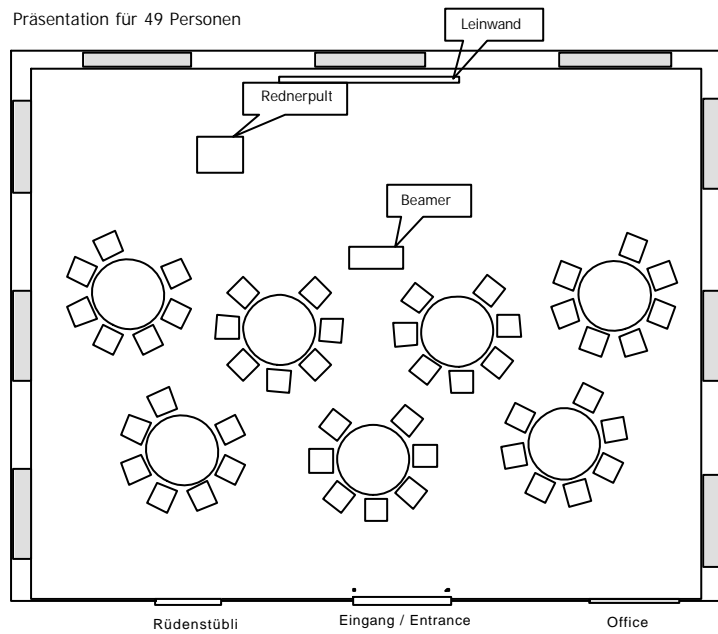 Präsentation für 49 Personen
Leinwand
Rednerpult
Beamer
Rüdenstübli
Eingang / Entrance
Office